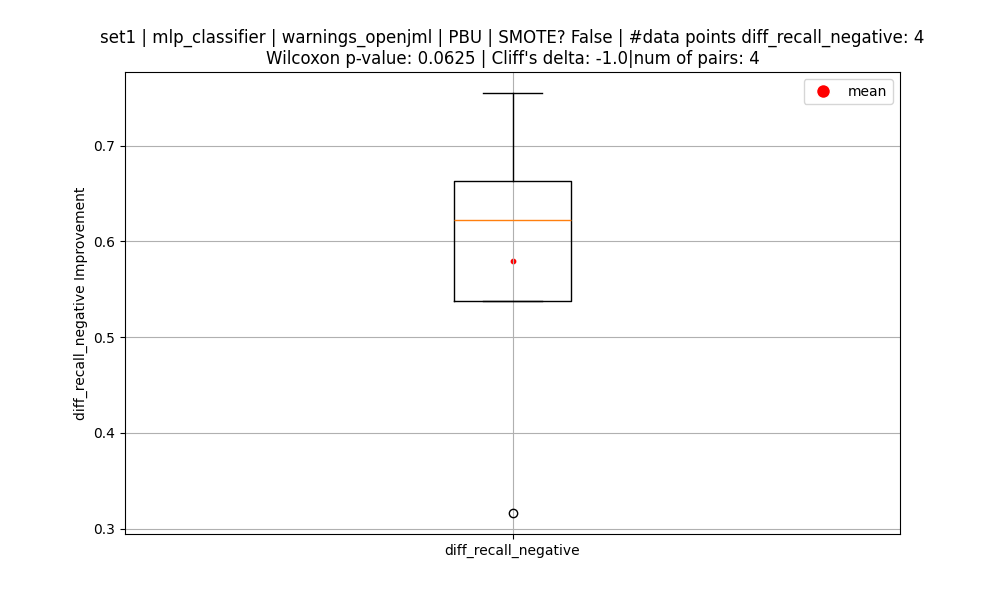 set1 | mlp_classifier | warnings_openjml | PBU | SMOTE? False | #data points diff_recall_negative: 4
Wilcoxon p-value: 0.0625 | Cliff's delta: -1.0|num of pairs: 4
mean
0.7
0.6
0.5
0.4
0.3
diff_recall_negative Improvement
diff_recall_negative